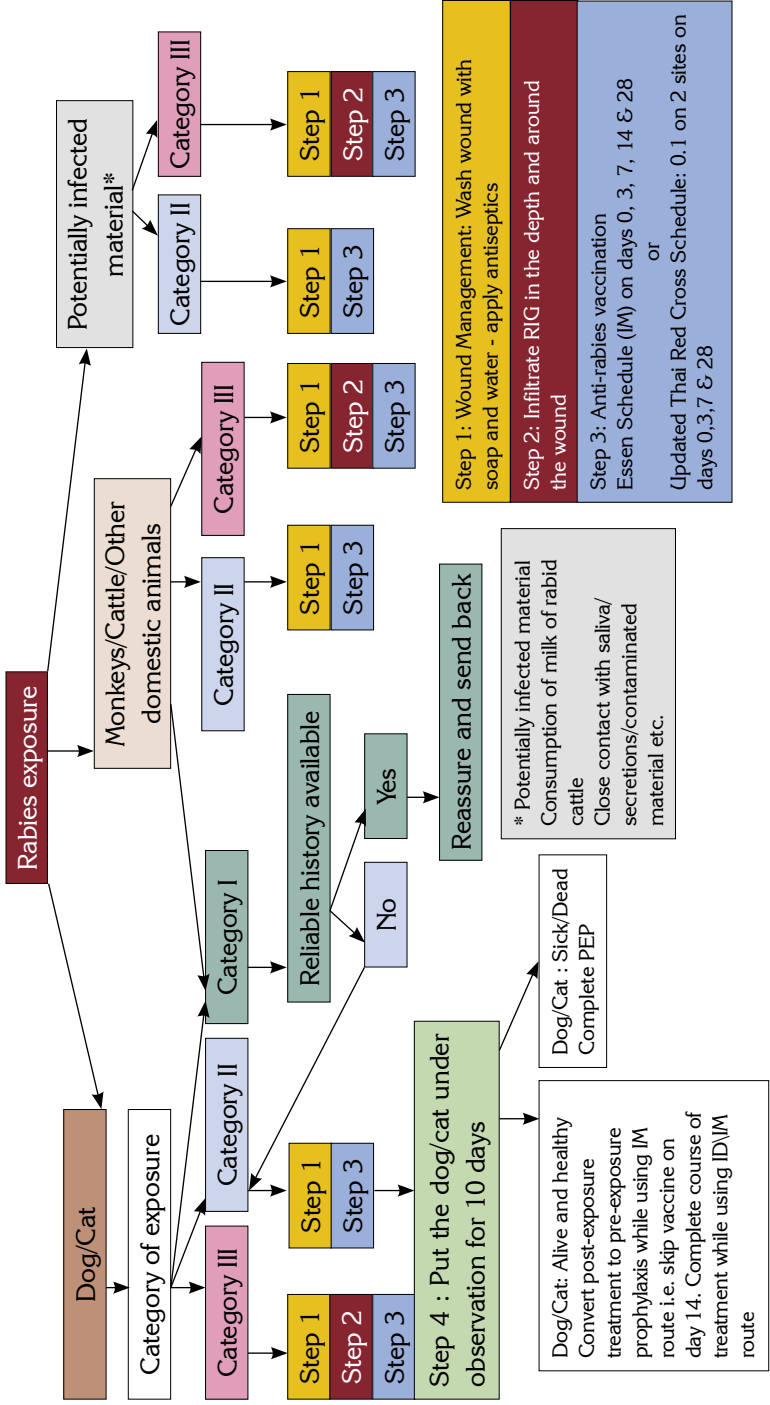 Rabies exposure
Dog/Cat
Monkeys/Cattle/Other
domestic animals
Potentially infected
material*
Category of exposure
Category III
Category II
Category I
Category II
Category III
Category II
Category III
Step 1
Step 2
Step 3
Step 1
Step 3
Reliable history available
No
Yes
Reassure and send back
Step 1
Step 3
Step 1
Step 2
Step 3
Step 1
Step 3
Step 1
Step 2
Step 3
Step 4 : Put the dog/cat under
observation for 10 days
Dog/Cat: Alive and healthy
Convert post-exposure
treatment to pre-exposure
prophylaxis while using IM
route i.e. skip vaccine on
day 14. Complete course of
treatment while using ID\IM
route
Dog/Cat : Sick/Dead
Complete PEP
* Potentially infected material
Consumption of milk of rabid
cattle
Close contact with saliva/
secretions/contaminated
material etc.
Step 1: Wound Management: Wash wound with
soap and water - apply antiseptics
Step 2: Infiltrate RIG in the depth and around
the wound
Step 3: Anti-rabies vaccination
Essen Schedule (IM) on days 0, 3, 7, 14 & 28
or
Updated Thai Red Cross Schedule: 0.1 on 2 sites on
days 0,3,7 & 28